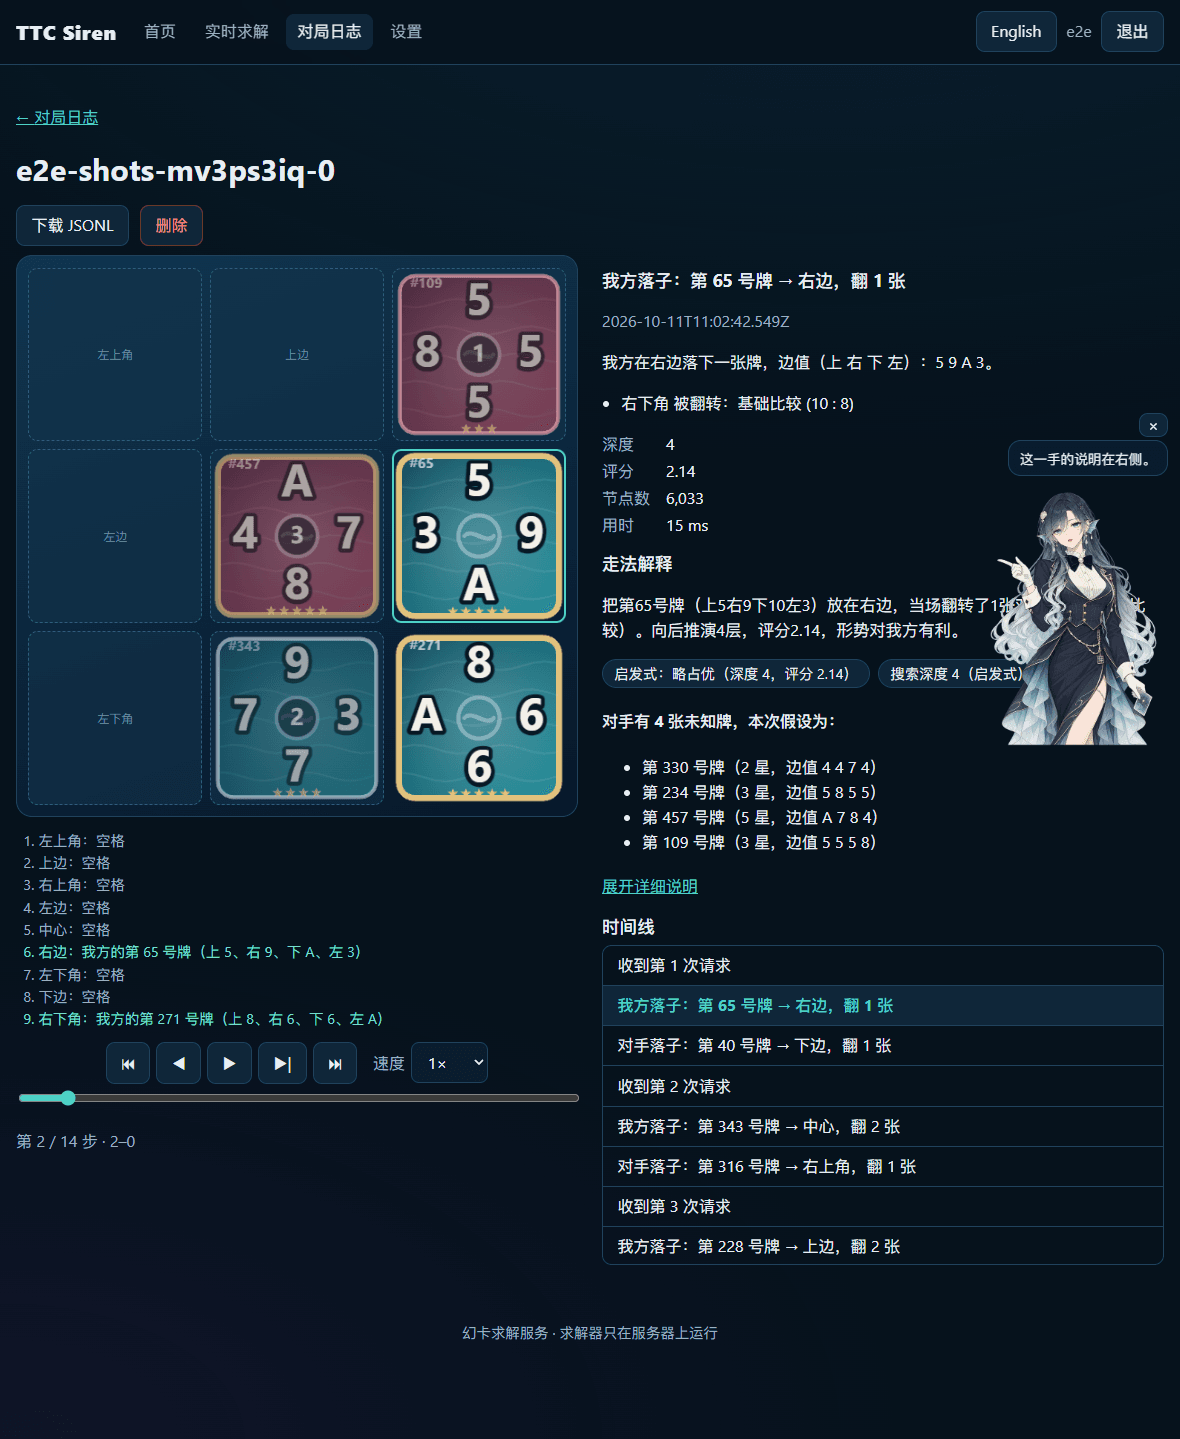 TTC Siren 首页 实时求解 对局日志 设置 English e2e 退出
← 对局日志
e2e-shots-mv3ps3iq-0
下载 JSONL 删除
左上角
上边
#109
5
8 1 5
5
★★★
左边
#457
A
4 3 7
8
★★★★★
#65
5
3 9
A
★★★★★
左下角
#343
9
7 2 3
7
★★★★
#271
8
A 6
6
★★★★★
1. 左上角：空格
2. 上边：空格
3. 右上角：空格
4. 左边：空格
5. 中心：空格
6. 右边：我方的第 65 号牌（上 5、右 9、下 A、左 3）
7. 左下角：空格
8. 下边：空格
9. 右下角：我方的第 271 号牌（上 8、右 6、下 6、左 A）
速度 1×
第 2 / 14 步 · 2–0
我方落子：第 65 号牌 → 右边，翻 1 张
2026-10-11T11:02:42.549Z
我方在右边落下一张牌，边值（上 右 下 左）：5 9 A 3。
• 右下角 被翻转：基础比较 (10 : 8)
深度 4
评分 2.14
节点数 6,033
用时 15 ms
×
这一手的说明在右侧。
走法解释
把第65号牌（上5右9下10左3）放在右边，当场翻转了1张
较）。向后推演4层，评分2.14，形势对我方有利。
启发式：略占优（深度 4，评分 2.14） 搜索深度 4（启发式）
对手有 4 张未知牌，本次假设为：
• 第 330 号牌（2 星，边值 4 4 7 4）
• 第 234 号牌（3 星，边值 5 8 5 5）
• 第 457 号牌（5 星，边值 A 7 8 4）
• 第 109 号牌（3 星，边值 5 5 5 8）
展开详细说明
时间线
收到第 1 次请求
我方落子：第 65 号牌 → 右边，翻 1 张
对手落子：第 40 号牌 → 下边，翻 1 张
收到第 2 次请求
我方落子：第 343 号牌 → 中心，翻 2 张
对手落子：第 316 号牌 → 右上角，翻 1 张
收到第 3 次请求
我方落子：第 228 号牌 → 上边，翻 2 张
幻卡求解服务 · 求解器只在服务器上运行